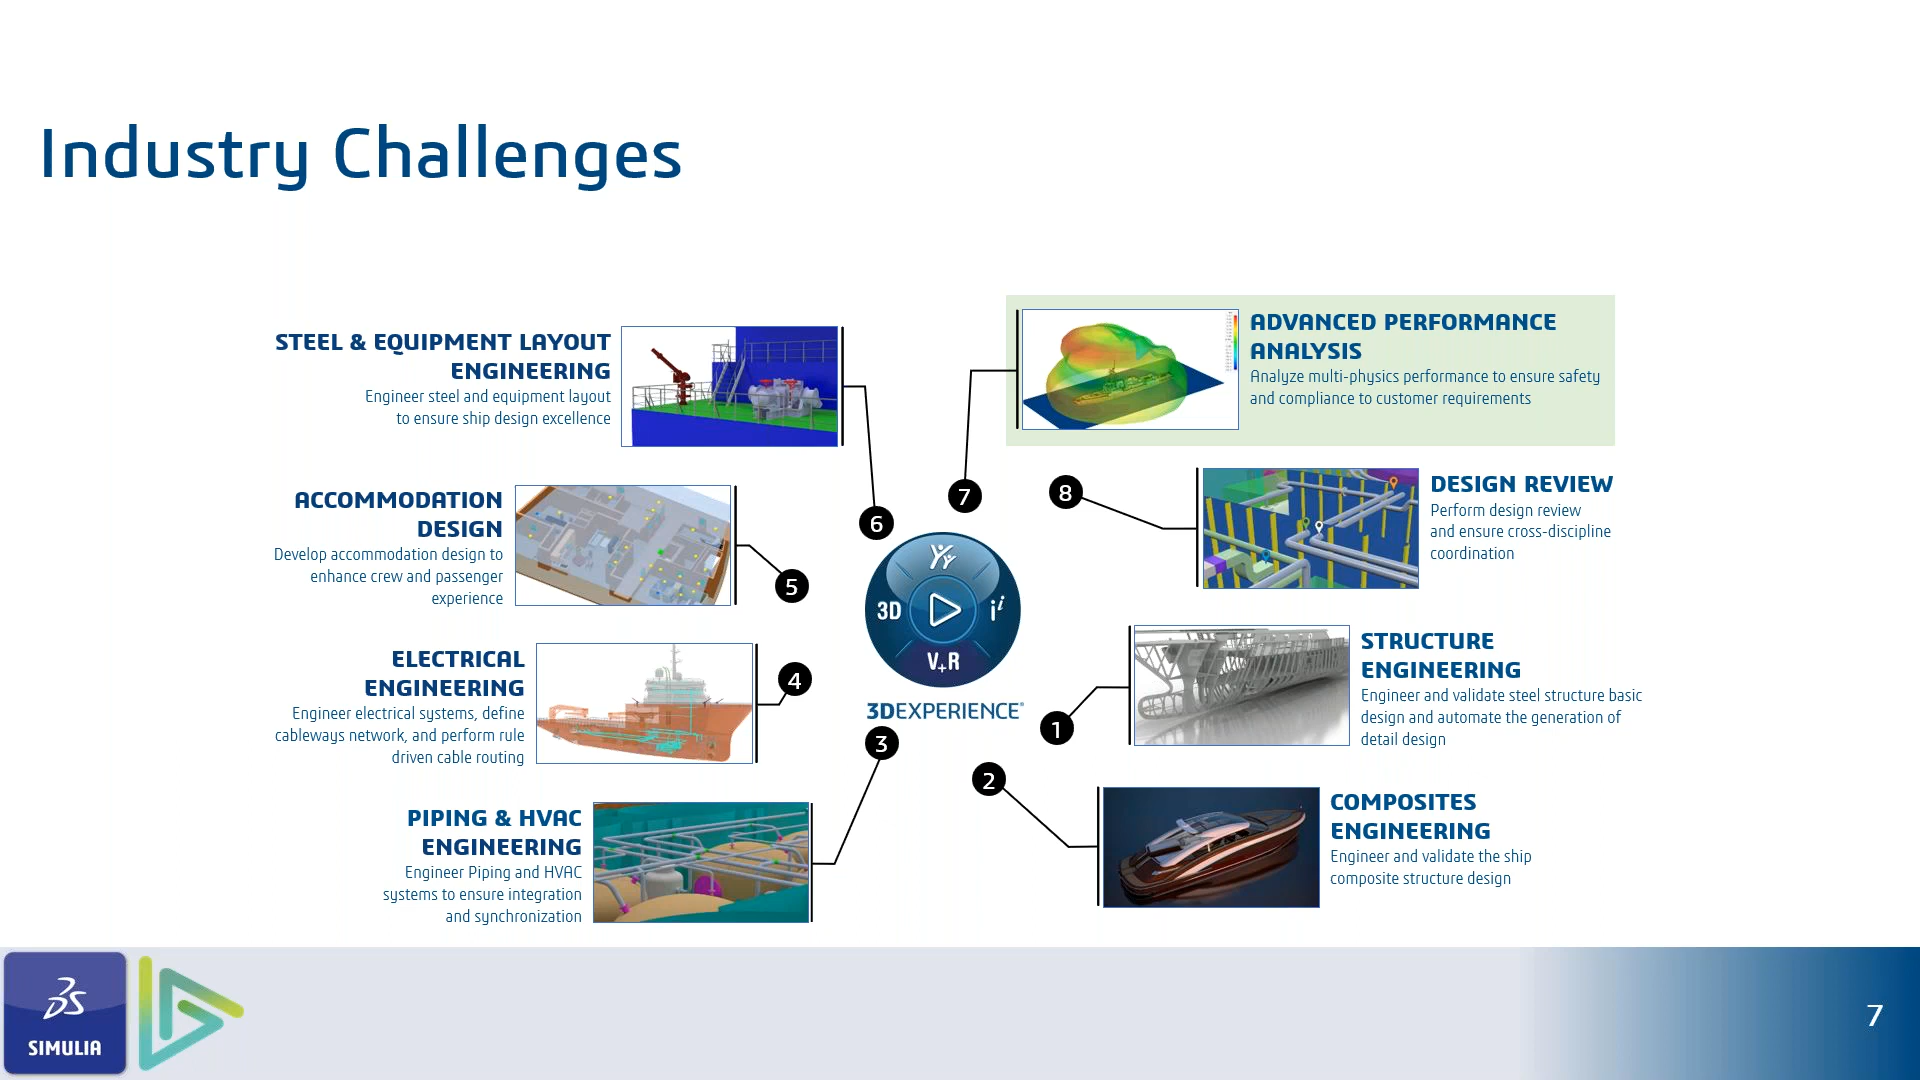 Industry Challenges
STEEL & EQUIPMENT LAYOUT
ENGINEERING
Engineer steel and equipment layout
to ensure ship design excellence
ADVANCED PERFORMANCE
ANALYSIS
Analyze multi-physics performance to ensure safety
and compliance to customer requirements
ACCOMMODATION
DESIGN
Develop accommodation design to
enhance crew and passenger
experience
DESIGN REVIEW
Perform design review
and ensure cross-discipline
coordination
7
8
6
5
3D
i i
V+R
3DEXPERIENCE®
ELECTRICAL
ENGINEERING
Engineer electrical systems, define
cableways network, and perform rule
driven cable routing
4
3
1
2
STRUCTURE
ENGINEERING
Engineer and validate steel structure basic
design and automate the generation of
detail design
PIPING & HVAC
ENGINEERING
Engineer Piping and HVAC
systems to ensure integration
and synchronization
COMPOSITES
ENGINEERING
Engineer and validate the ship
composite structure design
SIMULIA
7